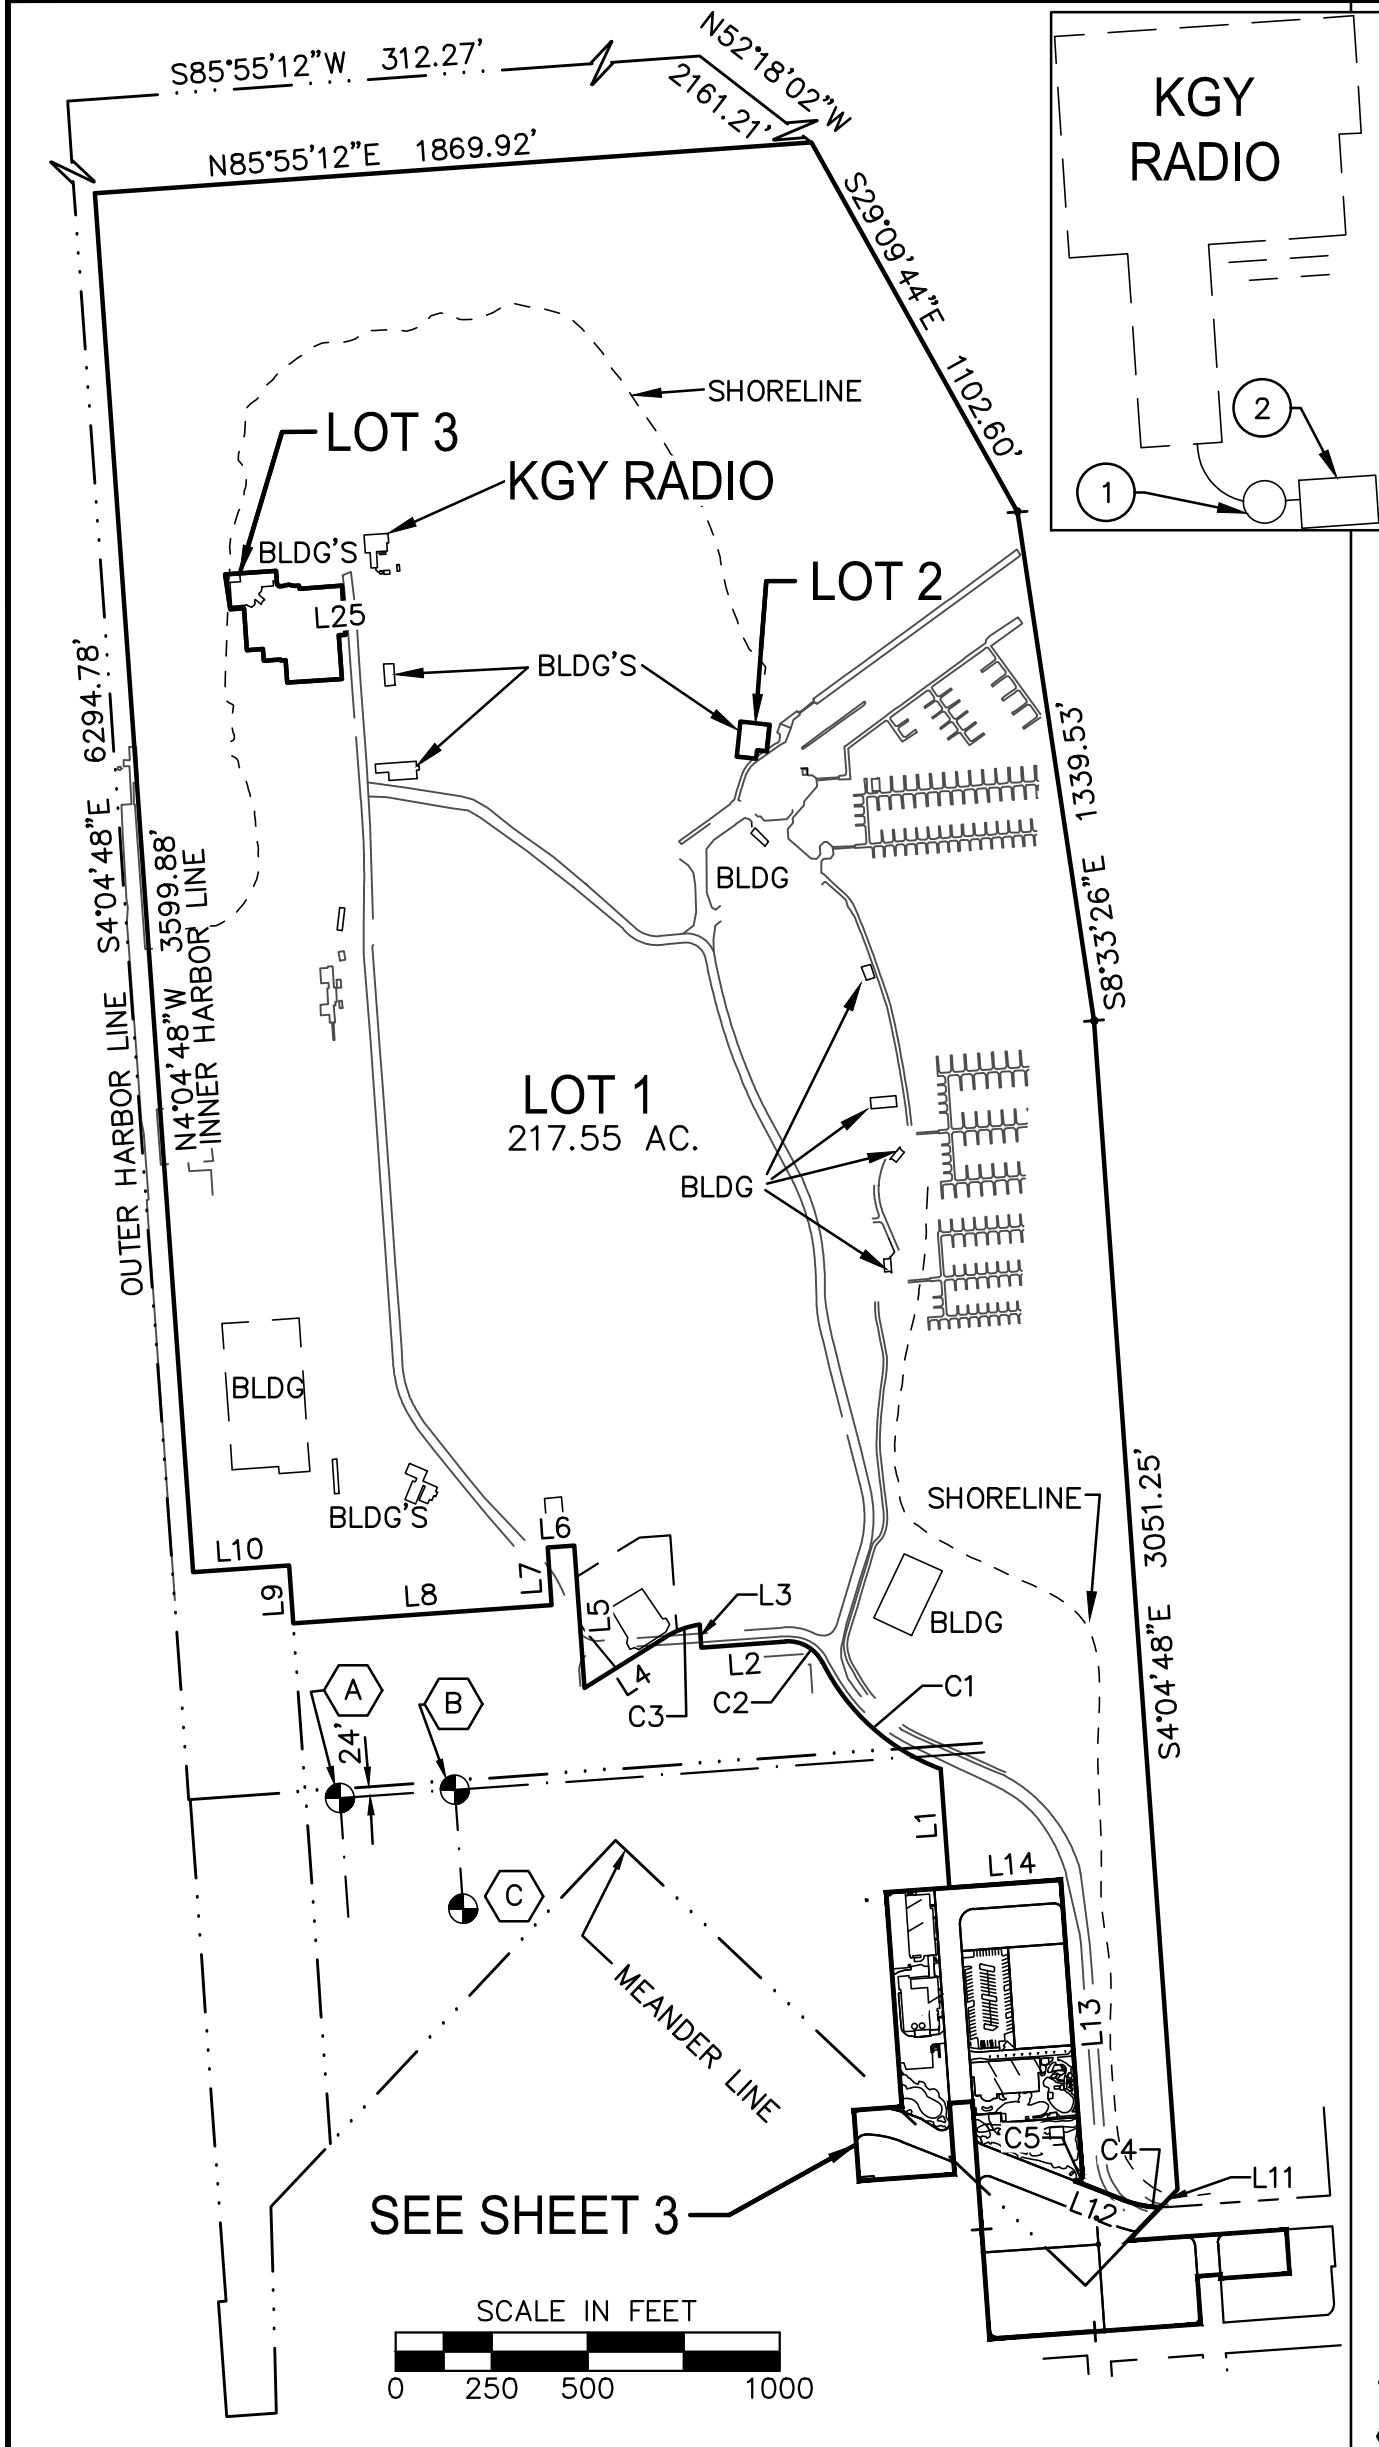 S85°55'12"W 312.27'
N52°18'02"W
2161.21'
N85°55'12"E 1869.92'
S29°09'44"E 1102.60'
KGY
RADIO
1
2
SHORELINE
LOT 3
KGY RADIO
BLDG'S
LOT 2
L25
BLDG'S
S8°33'26"E 1339.53'
OUTER HARBOR LINE S4°04'48"E 6294.78'
N4°04'48"W 3599.88'
INNER HARBOR LINE
BLDG
LOT 1
217.55 AC.
BLDG
BLDG
BLDG'S
SHORELINE
S4°04'48"E 3051.25'
L10
L9
L8
L7
L6
L5
L4
L3
L2
C3
C2
C1
BLDG
A
B
24'
C
L1
L14
L13
MEANDER LINE
C5
C4
L11
L12
SEE SHEET 3
SCALE IN FEET
0 250 500 1000